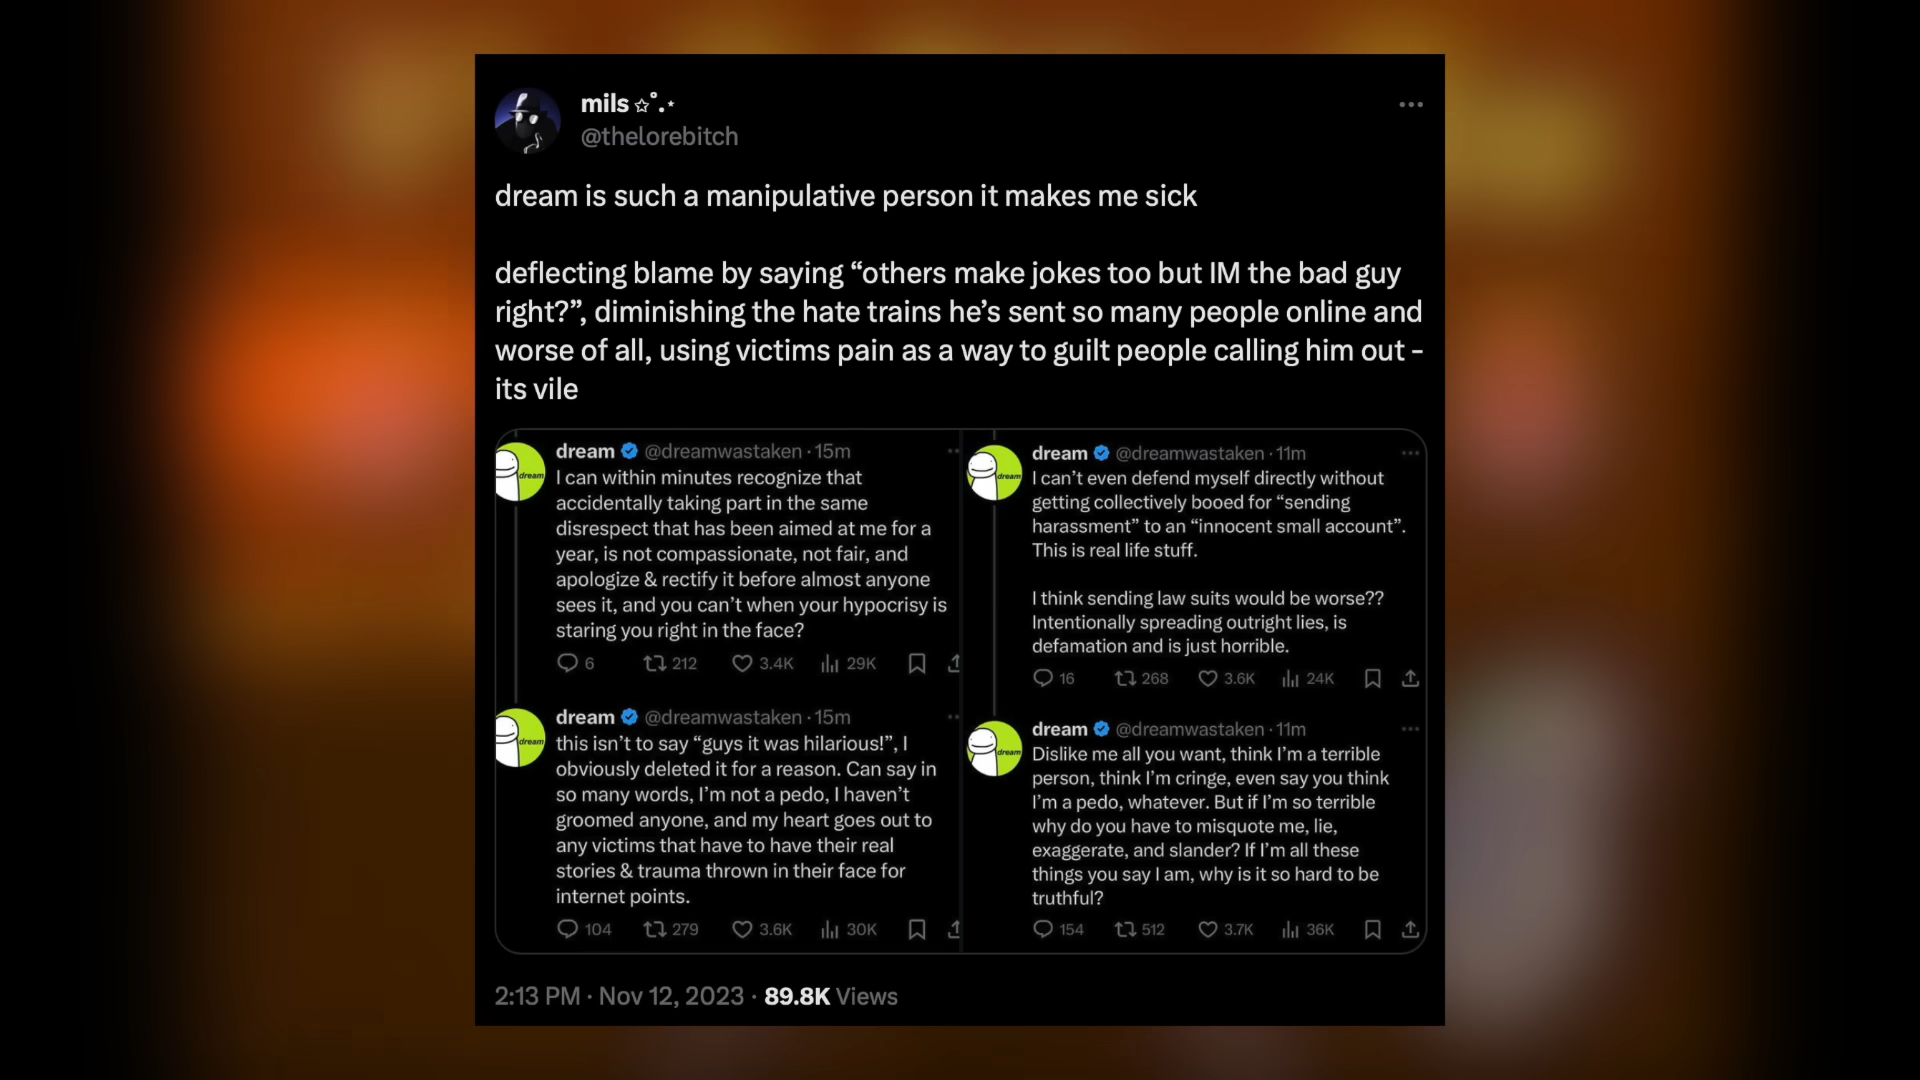 mils ☆°.⋆
@thelorebitch
dream is such a manipulative person it makes me sick
deflecting blame by saying “others make jokes too but IM the bad guy
right?”, diminishing the hate trains he’s sent so many people online and
worse of all, using victims pain as a way to guilt people calling him out -
its vile
dream @dreamwastaken · 15m
I can within minutes recognize that
accidentally taking part in the same
disrespect that has been aimed at me for a
year, is not compassionate, not fair, and
apologize & rectify it before almost anyone
sees it, and you can’t when your hypocrisy is
staring you right in the face?
6 212 3.4K 29K
dream @dreamwastaken · 15m
this isn’t to say “guys it was hilarious!”, I
obviously deleted it for a reason. Can say in
so many words, I’m not a pedo, I haven’t
groomed anyone, and my heart goes out to
any victims that have to have their real
stories & trauma thrown in their face for
internet points.
104 279 3.6K 30K
dream @dreamwastaken · 11m
I can’t even defend myself directly without
getting collectively booed for “sending
harassment” to an “innocent small account”.
This is real life stuff.
I think sending law suits would be worse??
Intentionally spreading outright lies, is
defamation and is just horrible.
16 268 3.6K 24K
dream @dreamwastaken · 11m
Dislike me all you want, think I’m a terrible
person, think I’m cringe, even say you think
I’m a pedo, whatever. But if I’m so terrible
why do you have to misquote me, lie,
exaggerate, and slander? If I’m all these
things you say I am, why is it so hard to be
truthful?
154 512 3.7K 36K
dream
dream
dream
dream
2:13 PM · Nov 12, 2023 · 89.8K Views